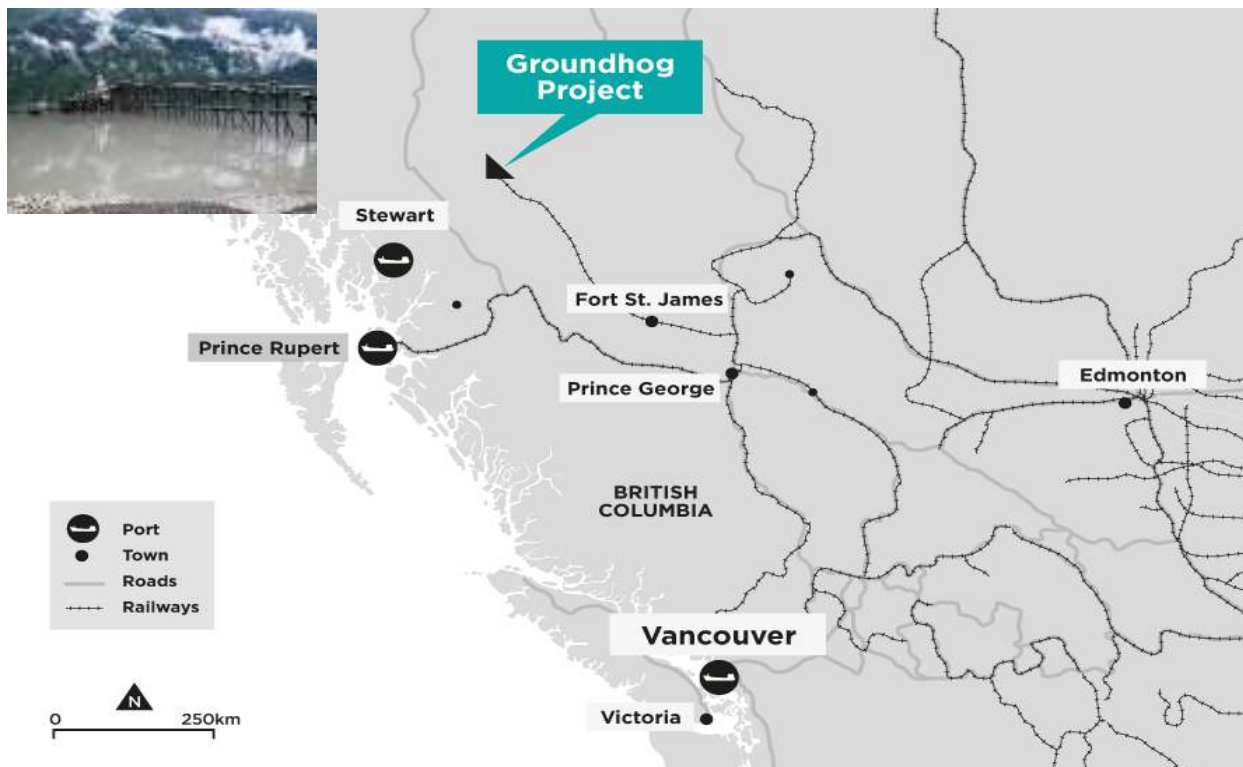 Groundhog
Project
Stewart
Fort St. James
Prince Rupert
Prince George
Edmonton
BRITISH
COLUMBIA
Port
Town
Roads
Railways
Vancouver
N
0 250km
Victoria